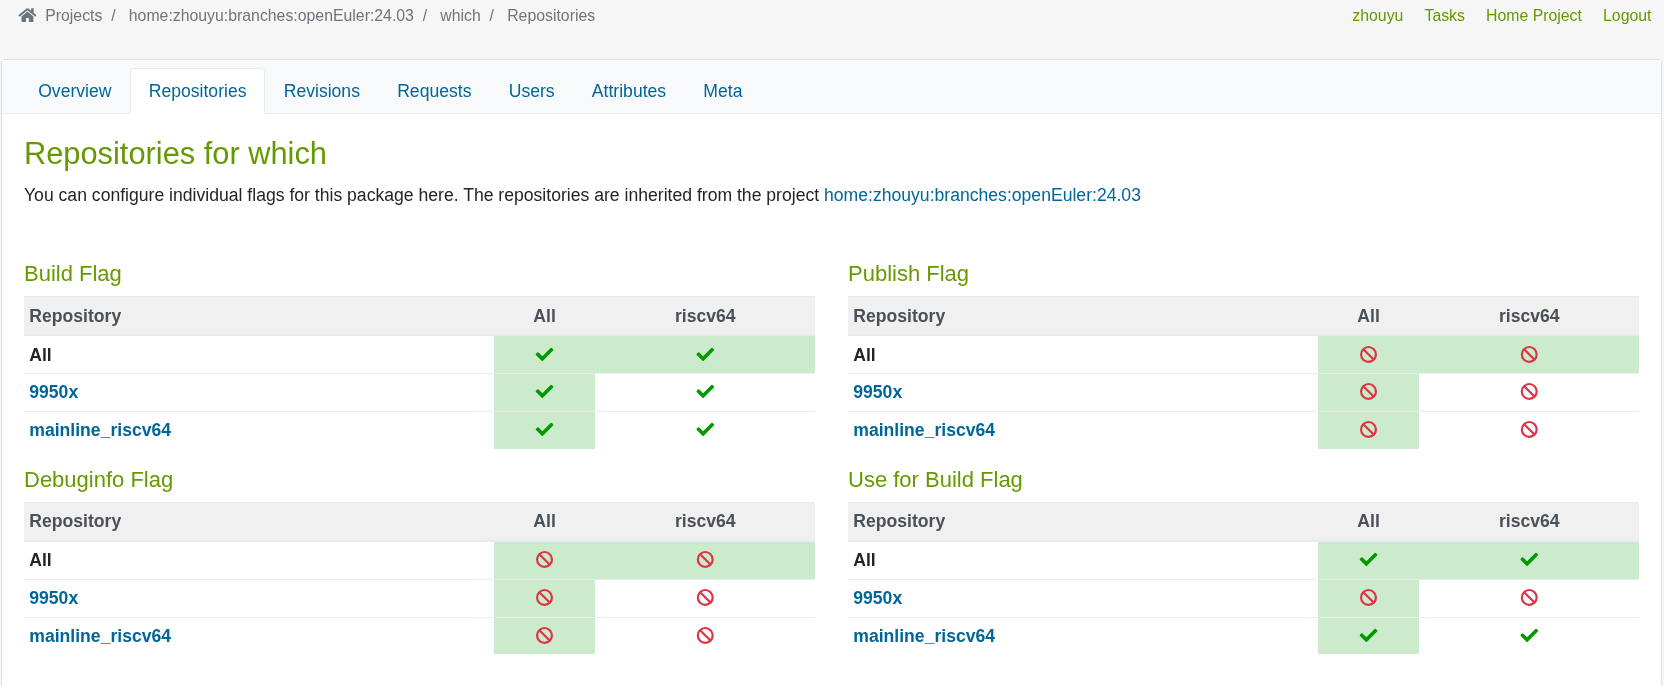 Projects / home:zhouyu:branches:openEuler:24.03 / which / Repositories
zhouyu Tasks Home Project Logout
Overview Repositories Revisions Requests Users Attributes Meta
Repositories for which
You can configure individual flags for this package here. The repositories are inherited from the project home:zhouyu:branches:openEuler:24.03
Build Flag
Repository All riscv64
All
9950x
mainline_riscv64
Publish Flag
Repository All riscv64
All
9950x
mainline_riscv64
Debuginfo Flag
Repository All riscv64
All
9950x
mainline_riscv64
Use for Build Flag
Repository All riscv64
All
9950x
mainline_riscv64